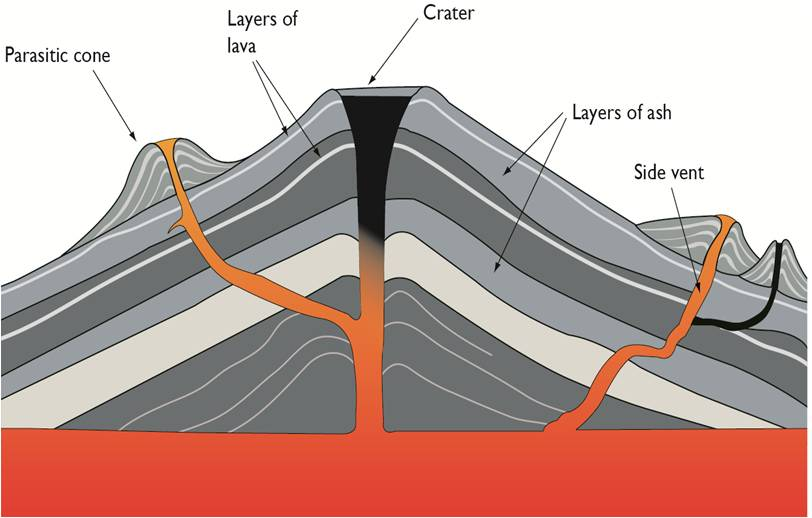 Crater
Layers of
lava
Parasitic cone
Layers of ash
Side vent